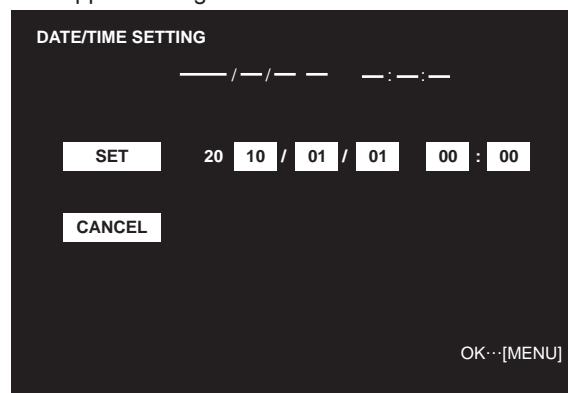 DATE/TIME SETTING
——/—/— — —:—:—
SET 20 10 / 01 / 01 00 : 00
CANCEL
OK···[MENU]